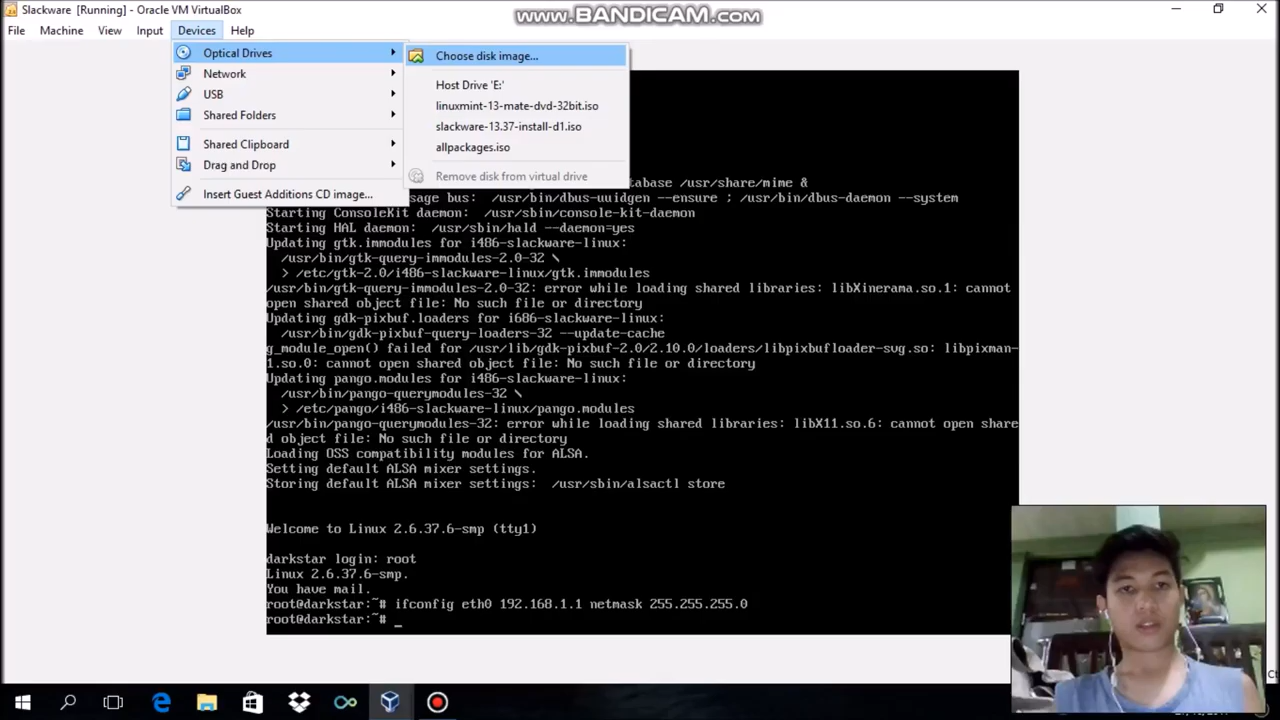 Slackware [Running] - Oracle VM VirtualBox
www.BANDICAM.com
File Machine View Input Devices Help
Optical Drives
Network
USB
Shared Folders
Shared Clipboard
Drag and Drop
Insert Guest Additions CD image...
Choose disk image...
Host Drive 'E:'
linuxmint-13-mate-dvd-32bit.iso
slackware-13.37-install-d1.iso
allpackages.iso
Remove disk from virtual drive
atabase /usr/share/mime &
sage bus: /usr/bin/dbus-uuidgen --ensure ; /usr/bin/dbus-daemon --system
Starting ConsoleKit daemon: /usr/sbin/console-kit-daemon
Starting HAL daemon: /usr/sbin/hald --daemon=yes
Updating gtk.immodules for i486-slackware-linux:
/usr/bin/gtk-query-immodules-2.0-32 \
> /etc/gtk-2.0/i486-slackware-linux/gtk.immodules
/usr/bin/gtk-query-immodules-2.0-32: error while loading shared libraries: libXinerama.so.1: cannot
open shared object file: No such file or directory
Updating gdk-pixbuf.loaders for i686-slackware-linux:
/usr/bin/gdk-pixbuf-query-loaders-32 --update-cache
g_module_open() failed for /usr/lib/gdk-pixbuf-2.0/2.10.0/loaders/libpixbufloader-svg.so: libpixman-
1.so.0: cannot open shared object file: No such file or directory
Updating pango.modules for i486-slackware-linux:
/usr/bin/pango-querymodules-32 \
> /etc/pango/i486-slackware-linux/pango.modules
/usr/bin/pango-querymodules-32: error while loading shared libraries: libX11.so.6: cannot open share
d object file: No such file or directory
Loading OSS compatibility modules for ALSA.
Setting default ALSA mixer settings.
Storing default ALSA mixer settings: /usr/sbin/alsactl store
Welcome to Linux 2.6.37.6-smp (tty1)
darkstar login: root
Linux 2.6.37.6-smp.
You have mail.
root@darkstar:~# ifconfig eth0 192.168.1.1 netmask 255.255.255.0
root@darkstar:~# _